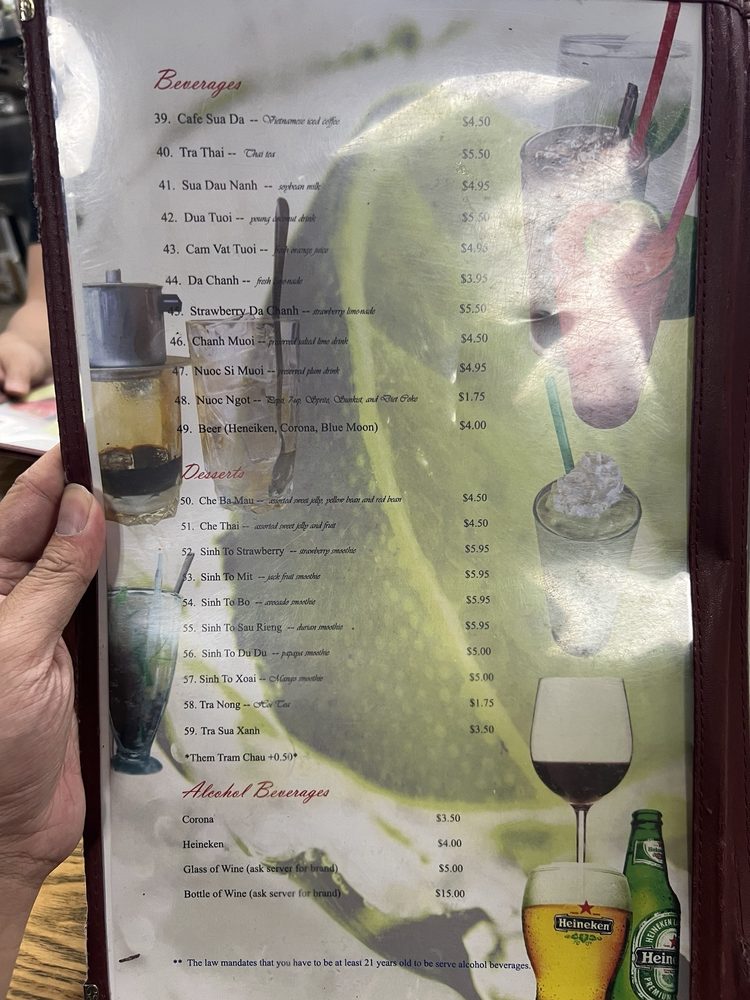 Beverages
39. Cafe Sua Da -- Vietnamese iced coffee $4.50
40. Tra Thai -- Thai tea $5.50
41. Sua Dau Nanh -- soybean milk $4.95
42. Dua Tuoi -- young coconut drink $5.50
43. Cam Vat Tuoi -- fresh orange juice $4.95
44. Da Chanh -- fresh lemonade $3.95
45. Strawberry Da Chanh -- strawberry limonade $5.50
46. Chanh Muoi -- preserved salted lime drink $4.50
47. Nuoc Si Muoi -- preserved plum drink $4.95
48. Nuoc Ngot -- Pepsi, 7up, Sprite, Sunkist, and Diet Coke $1.75
49. Beer (Heneiken, Corona, Blue Moon) $4.00
Desserts
50. Che Ba Mau -- assorted sweet jelly, yellow bean and red bean $4.50
51. Che Thai -- assorted sweet jelly and fruit $4.50
52. Sinh To Strawberry -- strawberry smoothie $5.95
53. Sinh To Mit -- jack fruit smoothie $5.95
54. Sinh To Bo -- avocado smoothie $5.95
55. Sinh To Sau Rieng -- durian smoothie $5.95
56. Sinh To Du Du -- papaya smoothie $5.00
57. Sinh To Xoai -- Mango smoothie $5.00
58. Tra Nong -- Hot Tea $1.75
59. Tra Sua Xanh $3.50
*Them Tram Chau +0.50*
Alcohol Beverages
Corona $3.50
Heineken $4.00
Glass of Wine (ask server for brand) $5.00
Bottle of Wine (ask server for brand) $15.00
Heineken
** The law mandates that you have to be at least 21 years old to be serve alcohol beverages.